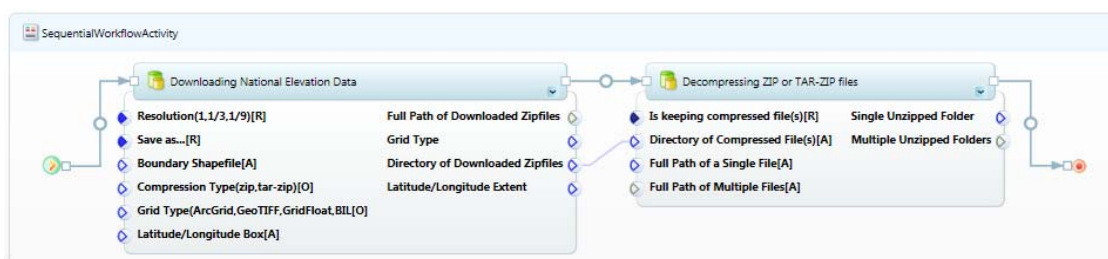 SequentialWorkflowActivity
Downloading National Elevation Data
Resolution(1,1/3,1/9)[R]
Save as...[R]
Boundary Shapefile[A]
Compression Type(zip,tar-zip)[O]
Grid Type(ArcGrid,GeoTIFF,GridFloat,BIL[O]
Latitude/Longitude Box[A]
Full Path of Downloaded Zipfiles
Grid Type
Directory of Downloaded Zipfiles
Latitude/Longitude Extent
Decompressing ZIP or TAR-ZIP files
Is keeping compressed file(s)[R]
Directory of Compressed File(s)[A]
Full Path of a Single File[A]
Full Path of Multiple Files[A]
Single Unzipped Folder
Multiple Unzipped Folders